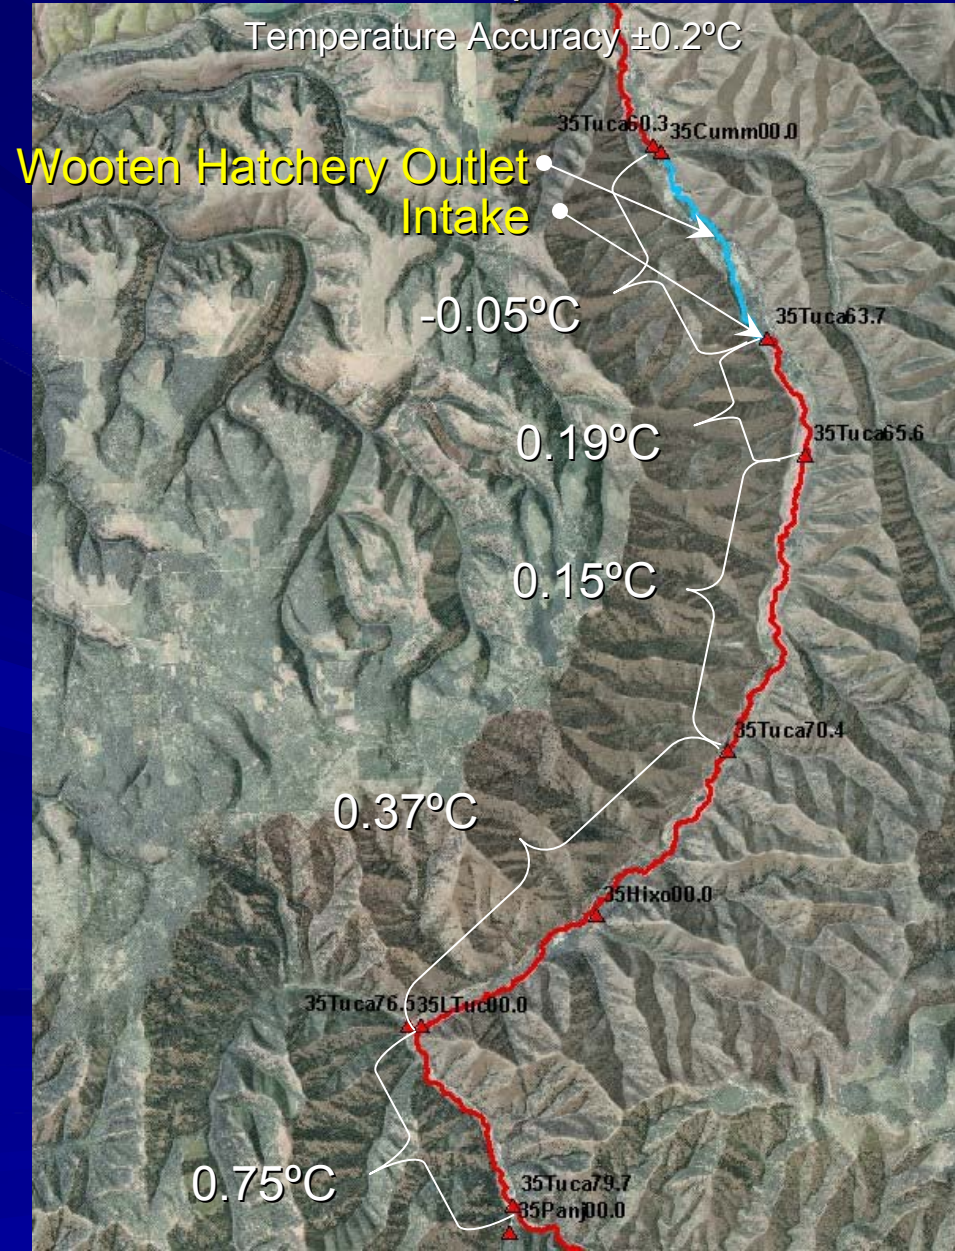 Temperature Accuracy ±0.2ºC
35Tuca60.3
35Cumm00.0
Wooten Hatchery Outlet
Intake
-0.05ºC
35Tuca63.7
0.19ºC
35Tuca65.6
0.15ºC
35Tuca70.4
0.37ºC
35Hixo00.0
35Tuca76.5
35LTuc00.0
0.75ºC
35Tuca79.7
35Panj00.0